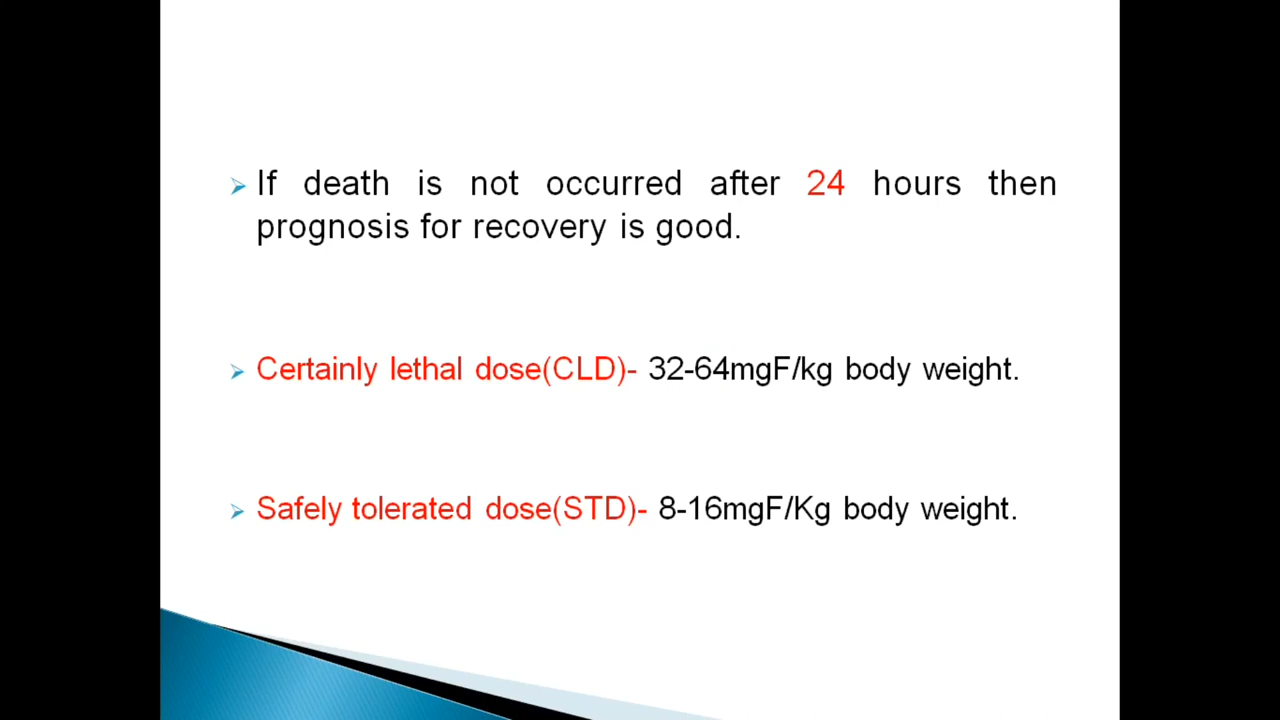 If death is not occurred after 24 hours then
prognosis for recovery is good.
Certainly lethal dose(CLD)- 32-64mgF/kg body weight.
Safely tolerated dose(STD)- 8-16mgF/Kg body weight.